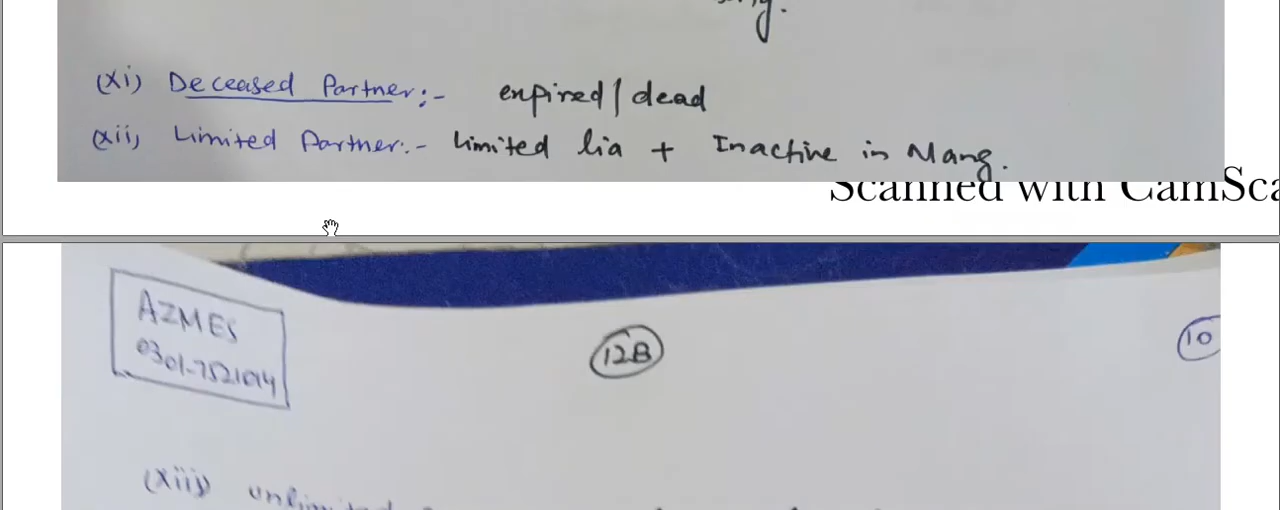 (xi) Deceased Partner:- expired/dead
(xii) Limited Partner:- Limited lia + Inactive in Mang.
Scanned with CamSca
AZMES
0301-7521014
12B
10
(xiii)